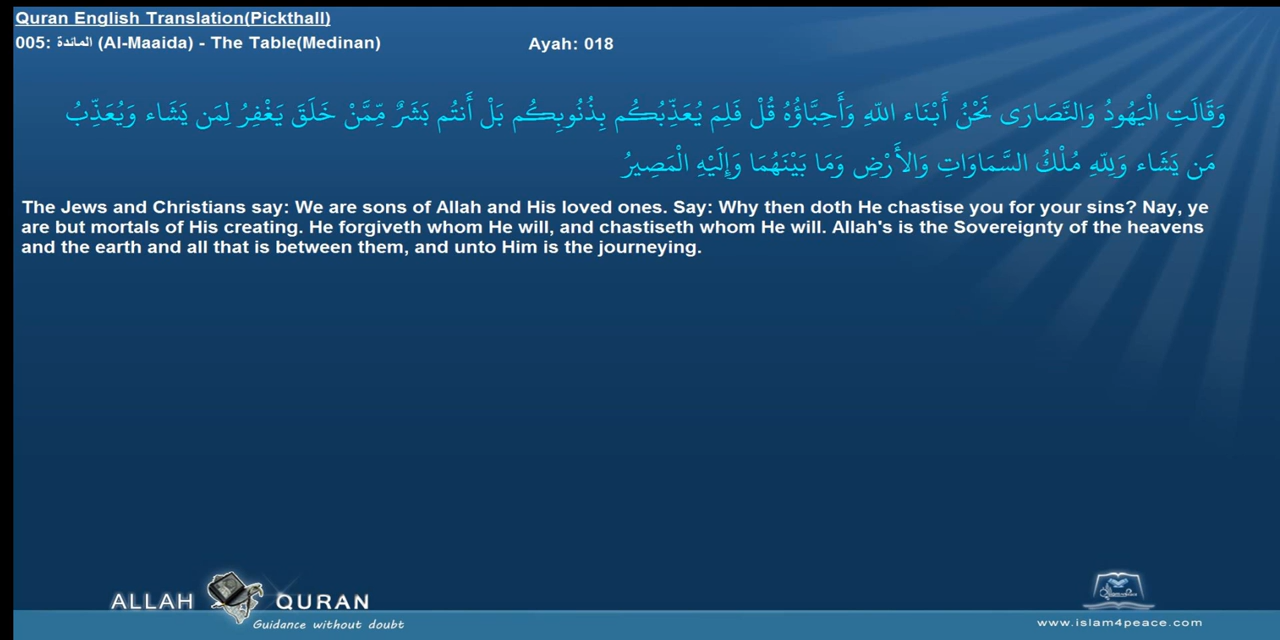 Quran English Translation(Pickthall)
005: المائدة (Al-Maaida) - The Table(Medinan)
Ayah: 018
وَقَالَتِ الْيَهُودُ وَالنَّصَارَى نَحْنُ أَبْنَاء اللّهِ وَأَحِبَّاؤُهُ قُلْ فَلِمَ يُعَذِّبُكُم بِذُنُوبِكُم بَلْ أَنتُم بَشَرٌ مِّمَّنْ خَلَقَ يَغْفِرُ لِمَن يَشَاء وَيُعَذِّبُ
مَن يَشَاء وَلِلّهِ مُلْكُ السَّمَاوَاتِ وَالأَرْضِ وَمَا بَيْنَهُمَا وَإِلَيْهِ الْمَصِيرُ
The Jews and Christians say: We are sons of Allah and His loved ones. Say: Why then doth He chastise you for your sins? Nay, ye
are but mortals of His creating. He forgiveth whom He will, and chastiseth whom He will. Allah's is the Sovereignty of the heavens
and the earth and all that is between them, and unto Him is the journeying.
ALLAH QURAN
Guidance without doubt
www.islam4peace.com